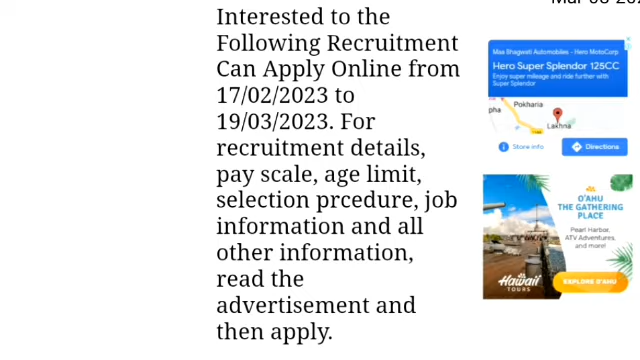 Interested to the
Following Recruitment
Can Apply Online from
17/02/2023 to
19/03/2023. For
recruitment details,
pay scale, age limit,
selection prcedure, job
information and all
other information,
read the
advertisement and
then apply.
Maa Bhagwati Automobiles - Hero MotoCorp
Hero Super Splendor 125CC
Enjoy super mileage and ride further with
Super Splendor
Pokharia
pha
Lakhna
Store info
Directions
O'AHU
THE GATHERING
PLACE
Pearl Harbor,
ATV Adventures,
and more!
Hawaii
TOURS
EXPLORE O'AHU